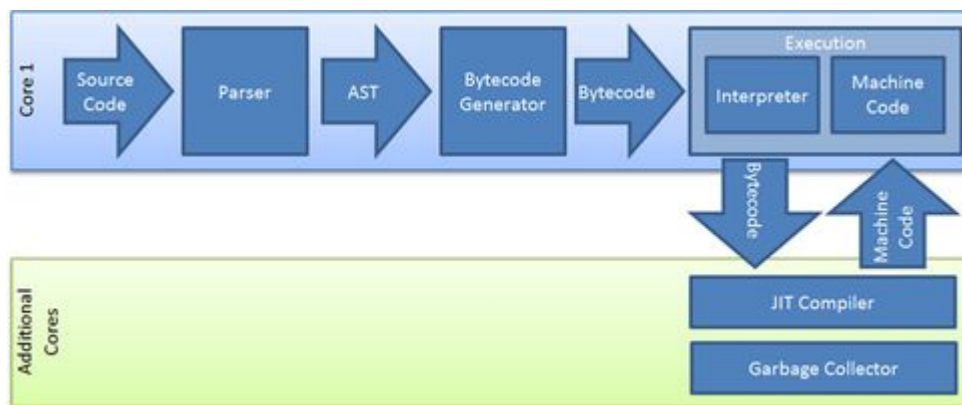 Core 1
Source
Code
Parser
AST
Bytecode
Generator
Bytecode
Execution
Interpreter
Machine
Code
Bytecode
Machine
Code
Additional
Cores
JIT Compiler
Garbage Collector